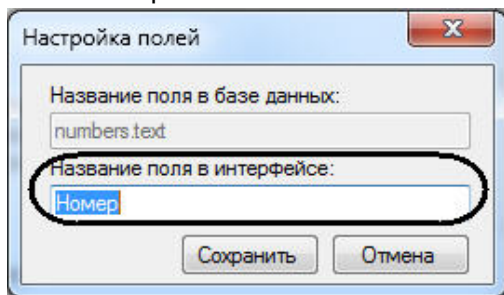 Настройка полей
Название поля в базе данных:
numbers.text
Название поля в интерфейсе:
Номер
Сохранить Отмена